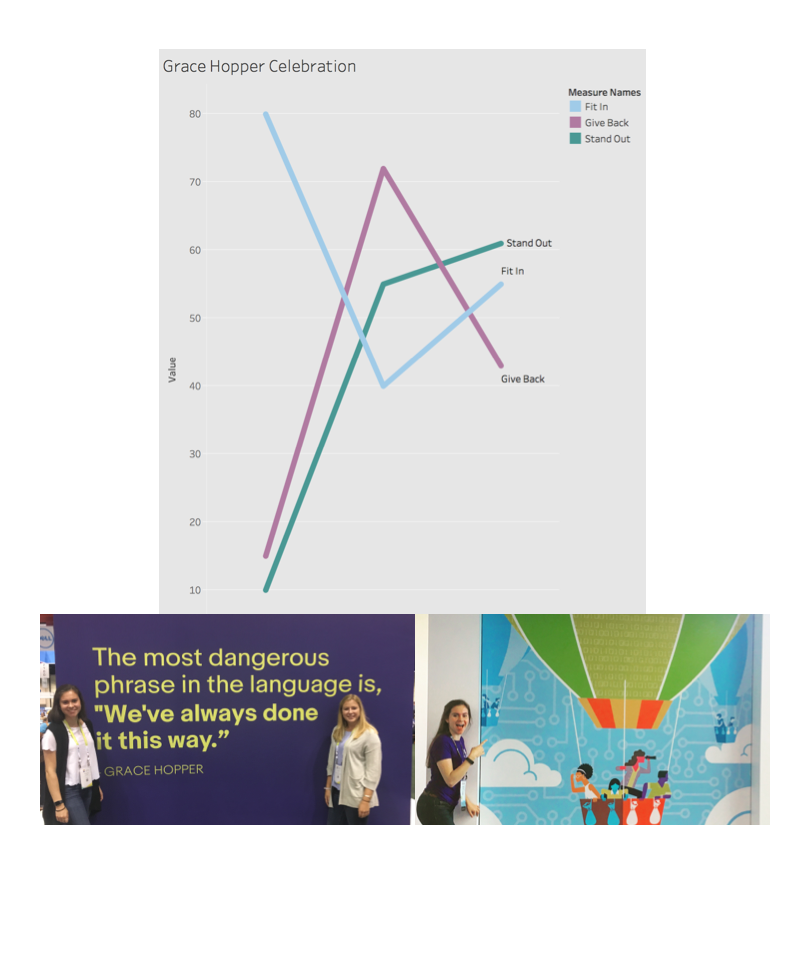 Grace Hopper Celebration
Measure Names
Fit In
Give Back
Stand Out
80
70
60
50
40
30
20
10
Value
Stand Out
Fit In
Give Back
The most dangerous
phrase in the language is,
"We've always done
it this way.”
GRACE HOPPER